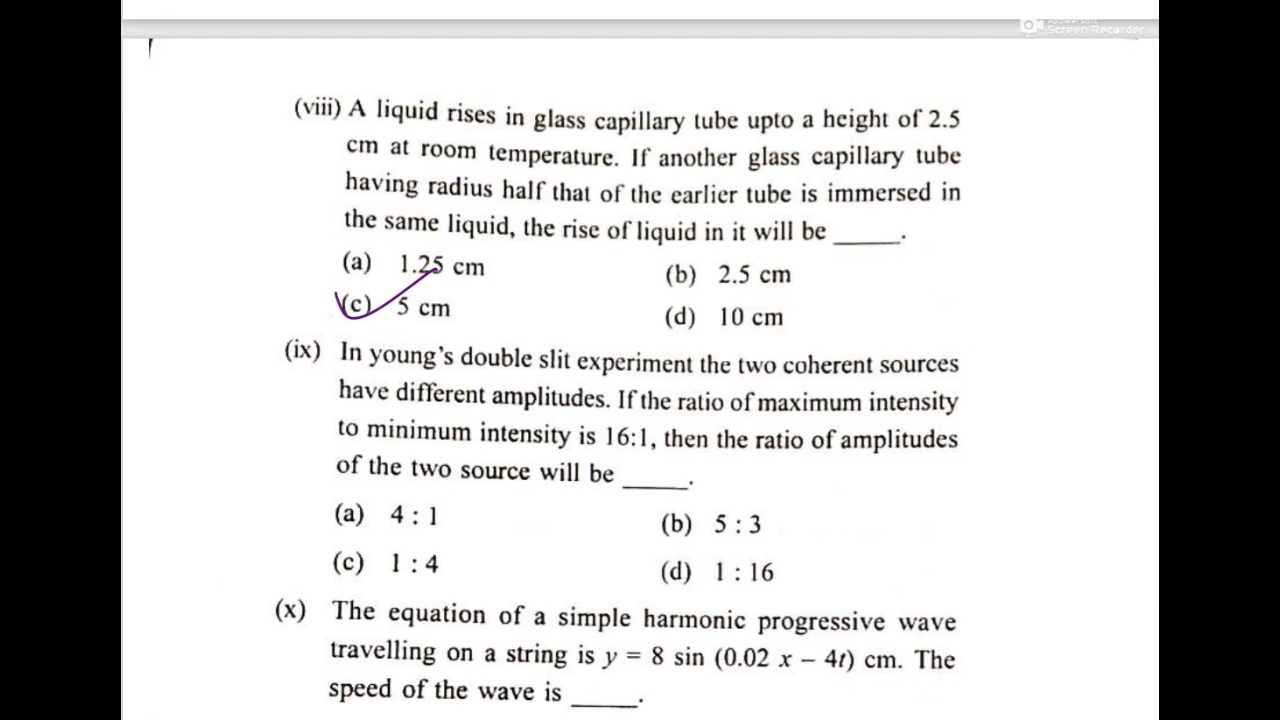 Apowersoft
Screen Recorder
(viii) A liquid rises in glass capillary tube upto a height of 2.5
cm at room temperature. If another glass capillary tube
having radius half that of the earlier tube is immersed in
the same liquid, the rise of liquid in it will be _____.
(a) 1.25 cm (b) 2.5 cm
(c) 5 cm (d) 10 cm
(ix) In young's double slit experiment the two coherent sources
have different amplitudes. If the ratio of maximum intensity
to minimum intensity is 16:1, then the ratio of amplitudes
of the two source will be _____.
(a) 4 : 1 (b) 5 : 3
(c) 1 : 4 (d) 1 : 16
(x) The equation of a simple harmonic progressive wave
travelling on a string is y = 8 sin (0.02 x – 4t) cm. The
speed of the wave is _____.